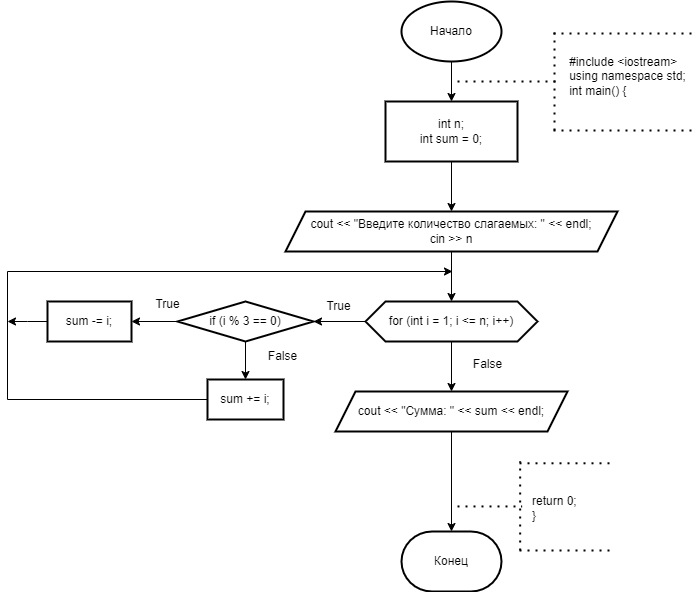 Начало
#include <iostream>
using namespace std;
int main() {
int n;
int sum = 0;
cout << "Введите количество слагаемых: " << endl;
cin >> n
True
True
sum -= i;
if (i % 3 == 0)
for (int i = 1; i <= n; i++)
False
False
sum += i;
cout << "Сумма: " << sum << endl;
return 0;
}
Конец